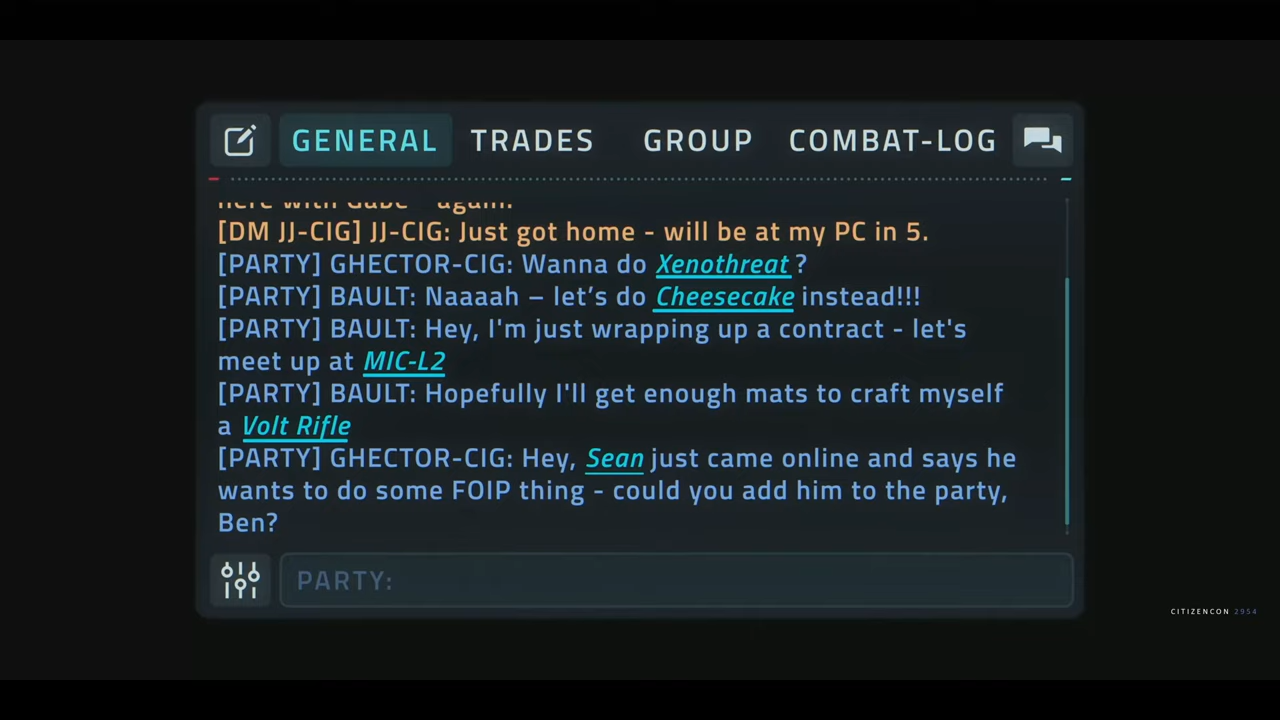 GENERAL TRADES GROUP COMBAT-LOG
here with Gabe - again.
[DM JJ-CIG] JJ-CIG: Just got home - will be at my PC in 5.
[PARTY] GHECTOR-CIG: Wanna do Xenothreat ?
[PARTY] BAULT: Naaaah – let’s do Cheesecake instead!!!
[PARTY] BAULT: Hey, I'm just wrapping up a contract - let's
meet up at MIC-L2
[PARTY] BAULT: Hopefully I'll get enough mats to craft myself
a Volt Rifle
[PARTY] GHECTOR-CIG: Hey, Sean just came online and says he
wants to do some FOIP thing - could you add him to the party,
Ben?
PARTY:
CITIZENCON 2954